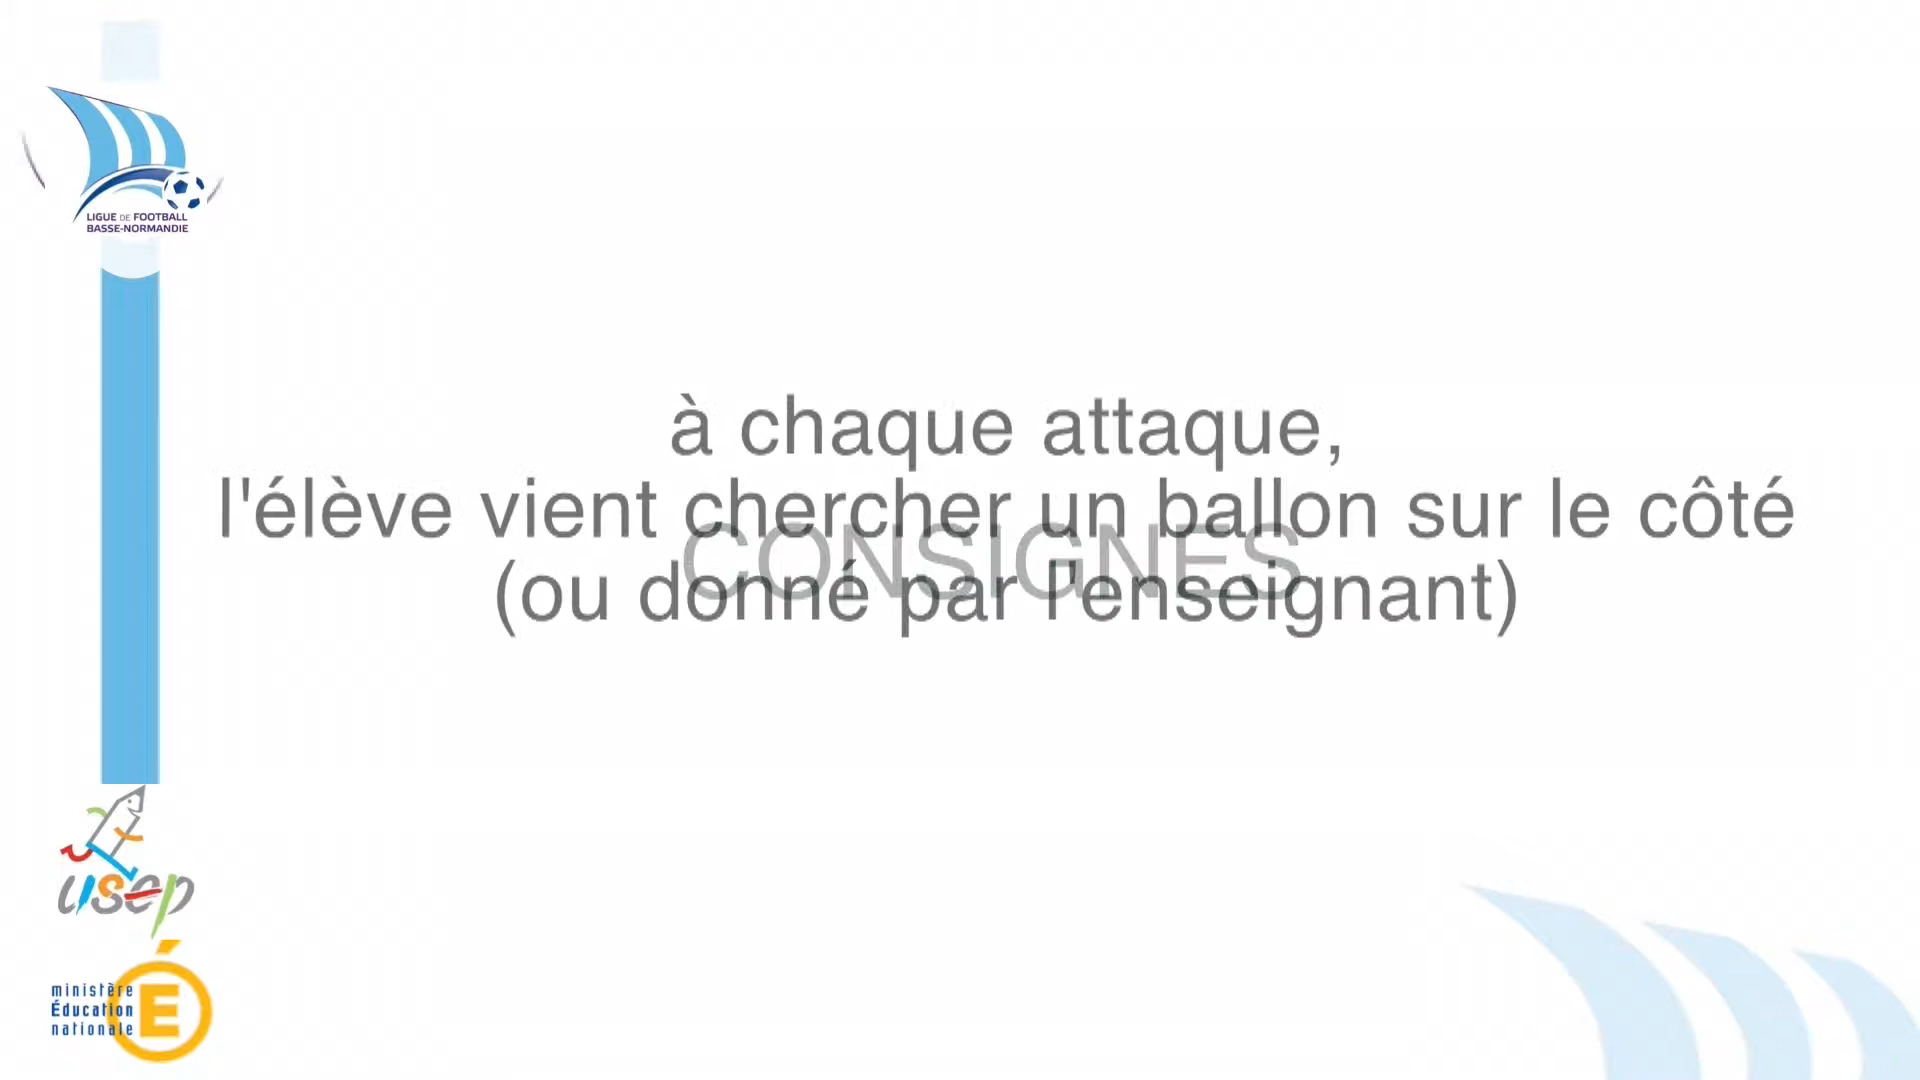 LIGUE DE FOOTBALL
BASSE-NORMANDIE
à chaque attaque,
l'élève vient chercher un ballon sur le côté
CONSIGNES
(ou donné par l'enseignant)
usep
ministère
Éducation
nationale
É